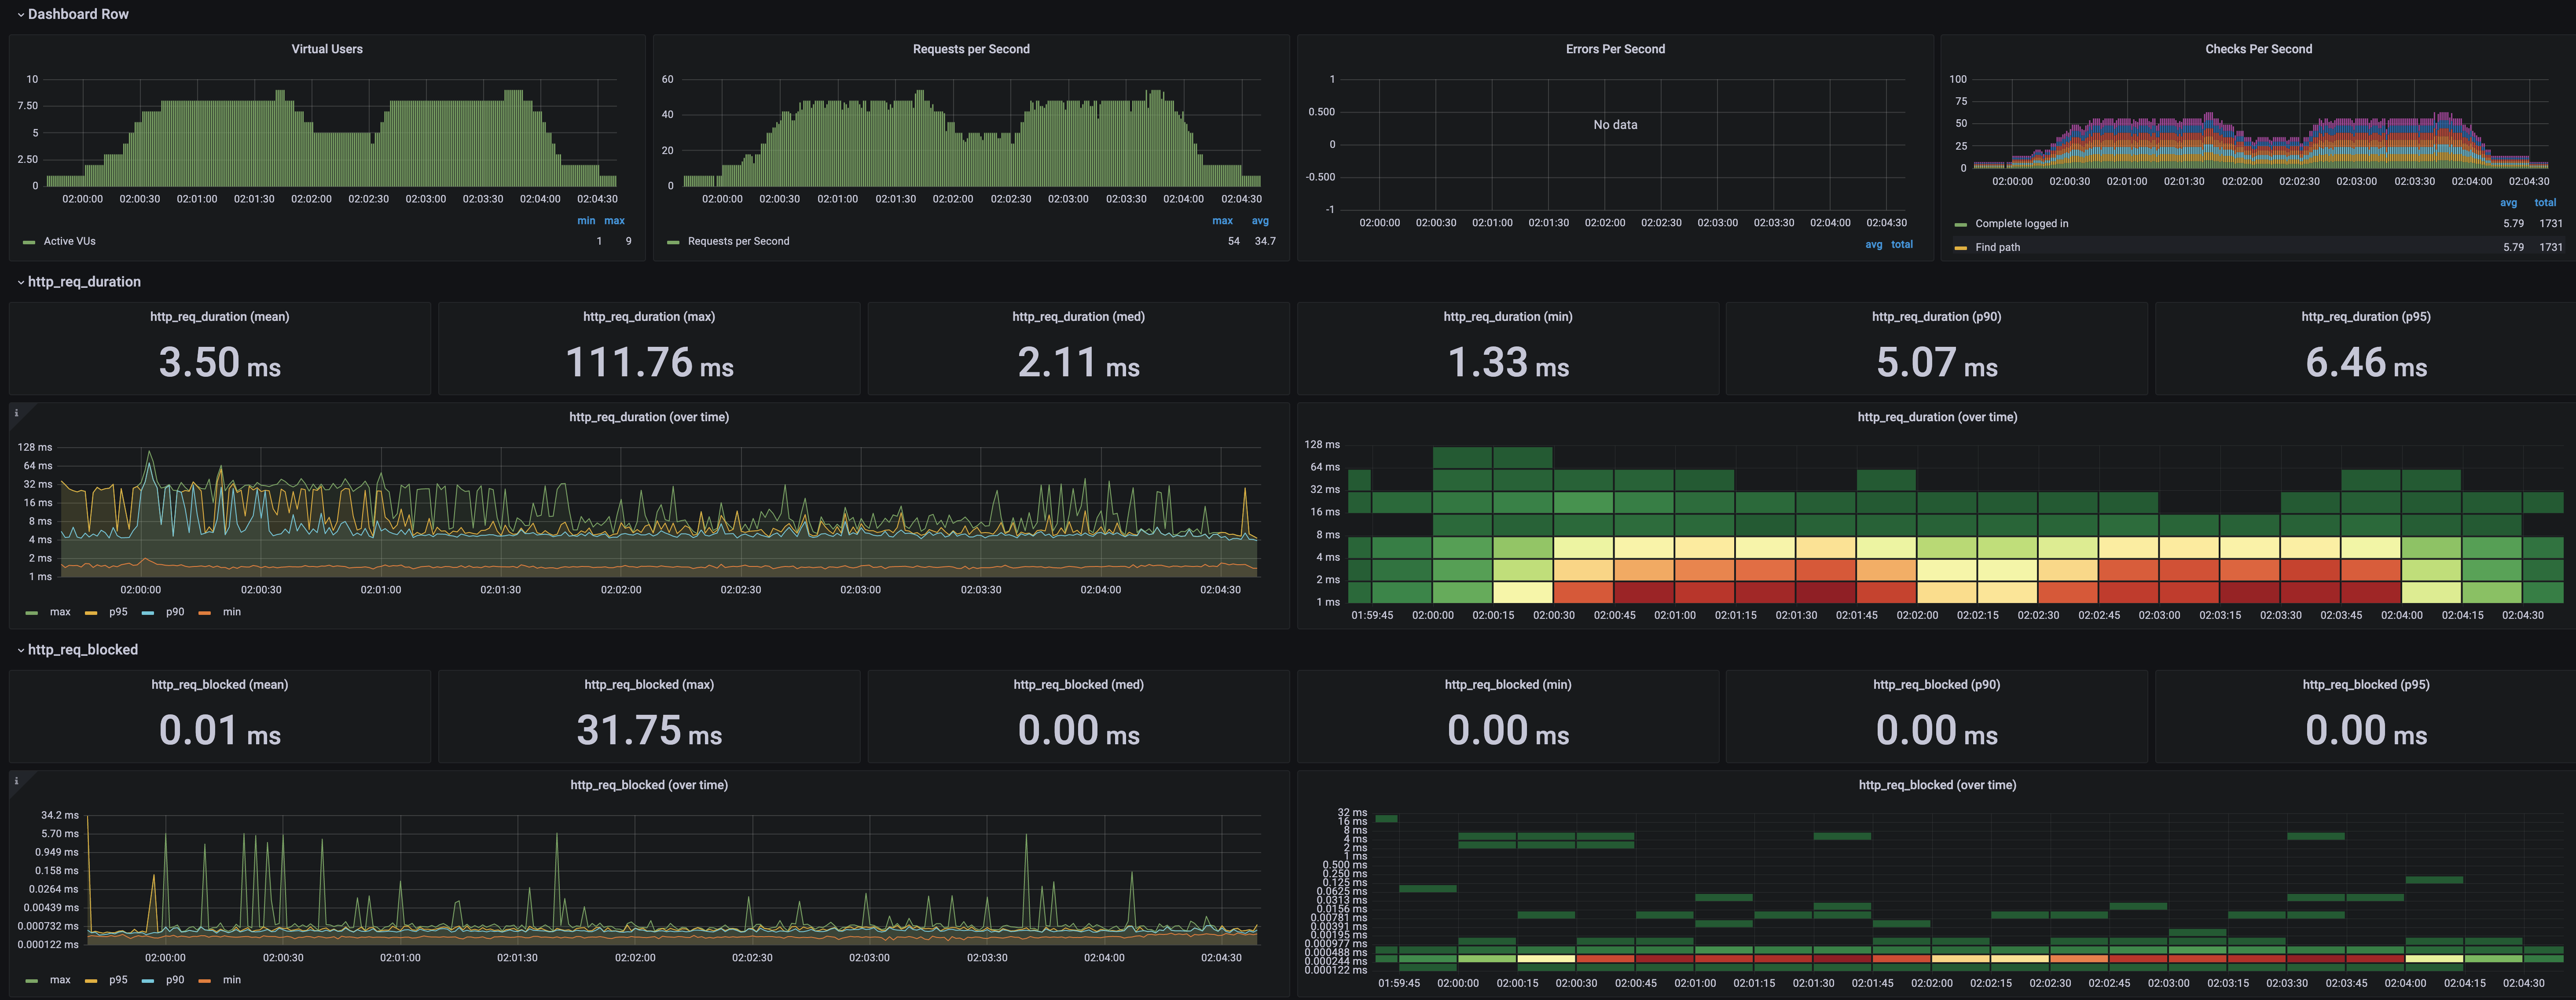 Dashboard Row
Virtual Users
10
7.50
5
2.50
0
02:00:00 02:00:30 02:01:00 02:01:30 02:02:00 02:02:30 02:03:00 02:03:30 02:04:00 02:04:30
min max
Active VUs 1 9
Requests per Second
60
40
20
0
02:00:00 02:00:30 02:01:00 02:01:30 02:02:00 02:02:30 02:03:00 02:03:30 02:04:00 02:04:30
max avg
Requests per Second 54 34.7
Errors Per Second
1
0.500
0
-0.500
-1
No data
02:00:00 02:00:30 02:01:00 02:01:30 02:02:00 02:02:30 02:03:00 02:03:30 02:04:00 02:04:30
avg total
Checks Per Second
100
75
50
25
0
02:00:00 02:00:30 02:01:00 02:01:30 02:02:00 02:02:30 02:03:00 02:03:30 02:04:00 02:04:30
avg total
Complete logged in 5.79 1731
Find path 5.79 1731
http_req_duration
http_req_duration (mean)
3.50 ms
http_req_duration (max)
111.76 ms
http_req_duration (med)
2.11 ms
http_req_duration (min)
1.33 ms
http_req_duration (p90)
5.07 ms
http_req_duration (p95)
6.46 ms
i
http_req_duration (over time)
128 ms
64 ms
32 ms
16 ms
8 ms
4 ms
2 ms
1 ms
02:00:00 02:00:30 02:01:00 02:01:30 02:02:00 02:02:30 02:03:00 02:03:30 02:04:00 02:04:30
max p95 p90 min
http_req_duration (over time)
128 ms
64 ms
32 ms
16 ms
8 ms
4 ms
2 ms
1 ms
01:59:45 02:00:00 02:00:15 02:00:30 02:00:45 02:01:00 02:01:15 02:01:30 02:01:45 02:02:00 02:02:15 02:02:30 02:02:45 02:03:00 02:03:15 02:03:30 02:03:45 02:04:00 02:04:15 02:04:30
http_req_blocked
http_req_blocked (mean)
0.01 ms
http_req_blocked (max)
31.75 ms
http_req_blocked (med)
0.00 ms
http_req_blocked (min)
0.00 ms
http_req_blocked (p90)
0.00 ms
http_req_blocked (p95)
0.00 ms
i
http_req_blocked (over time)
34.2 ms
5.70 ms
0.949 ms
0.158 ms
0.0264 ms
0.00439 ms
0.000732 ms
0.000122 ms
02:00:00 02:00:30 02:01:00 02:01:30 02:02:00 02:02:30 02:03:00 02:03:30 02:04:00 02:04:30
max p95 p90 min
http_req_blocked (over time)
32 ms
16 ms
8 ms
4 ms
2 ms
1 ms
0.500 ms
0.250 ms
0.125 ms
0.0625 ms
0.0313 ms
0.0156 ms
0.00781 ms
0.00391 ms
0.00195 ms
0.000977 ms
0.000488 ms
0.000244 ms
0.000122 ms
01:59:45 02:00:00 02:00:15 02:00:30 02:00:45 02:01:00 02:01:15 02:01:30 02:01:45 02:02:00 02:02:15 02:02:30 02:02:45 02:03:00 02:03:15 02:03:30 02:03:45 02:04:00 02:04:15 02:04:30